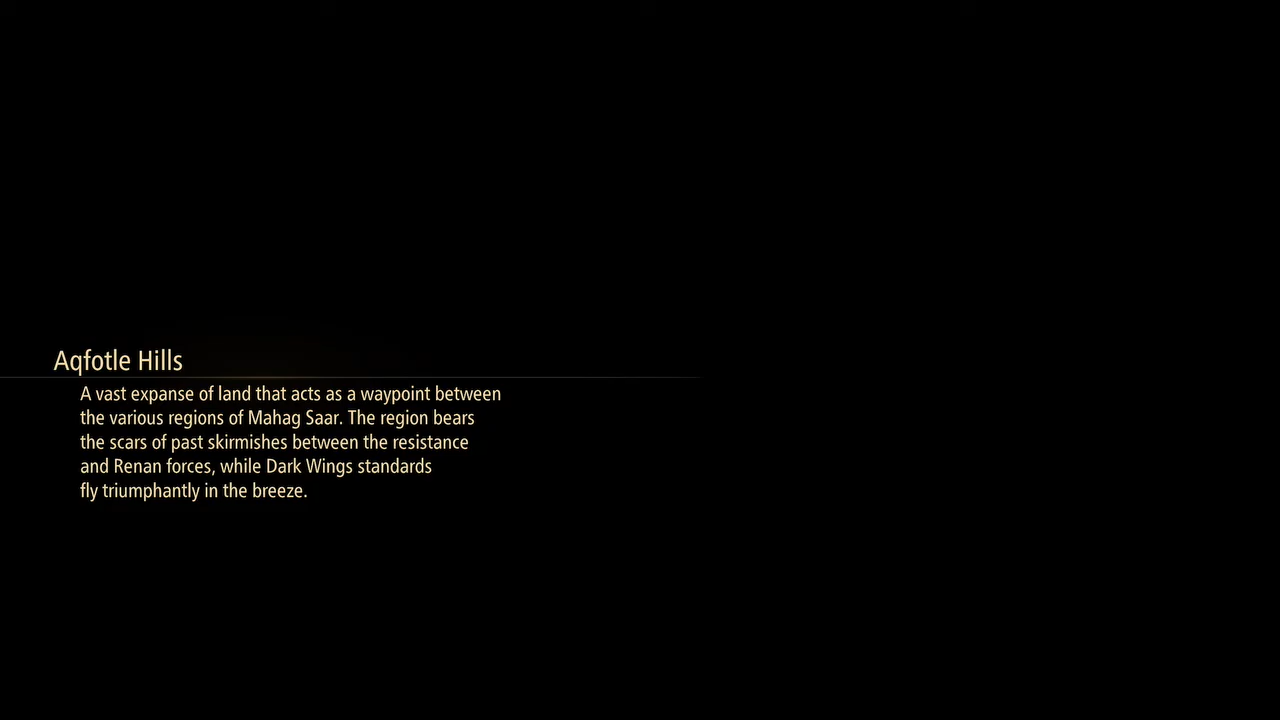 Aqfotle Hills
A vast expanse of land that acts as a waypoint between
the various regions of Mahag Saar. The region bears
the scars of past skirmishes between the resistance
and Renan forces, while Dark Wings standards
fly triumphantly in the breeze.